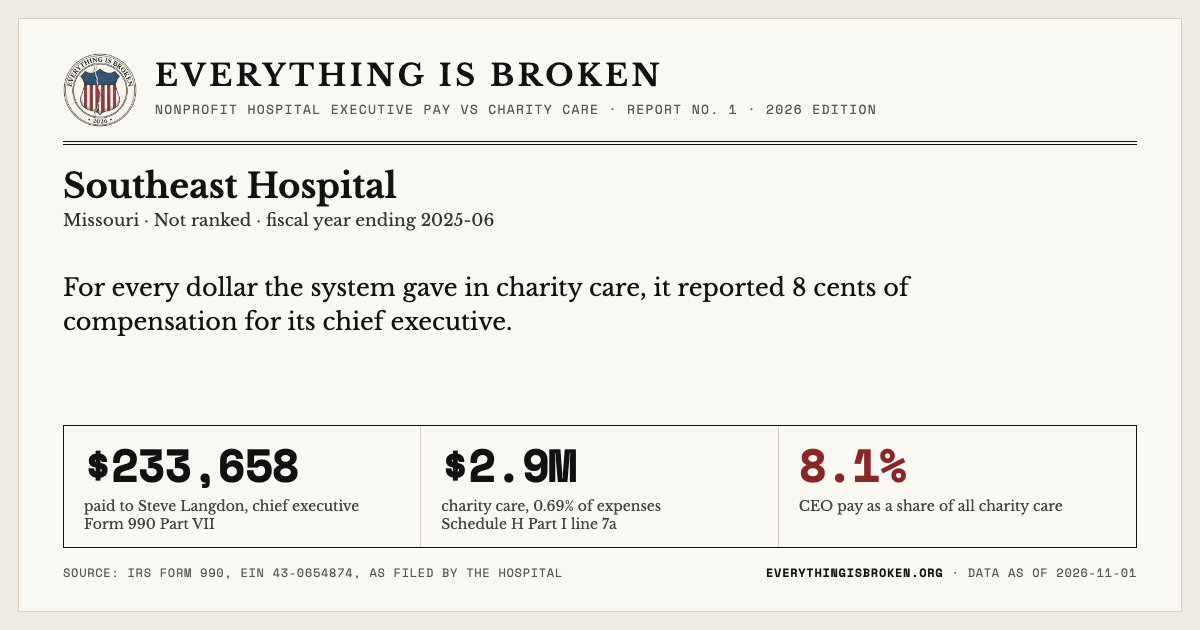 EVERYTHING IS BROKEN
2026
EVERYTHING IS BROKEN
NONPROFIT HOSPITAL EXECUTIVE PAY VS CHARITY CARE · REPORT NO. 1 · 2026 EDITION
Southeast Hospital
Missouri · Not ranked · fiscal year ending 2025-06
For every dollar the system gave in charity care, it reported 8 cents of
compensation for its chief executive.
$233,658
paid to Steve Langdon, chief executive
Form 990 Part VII
$2.9M
charity care, 0.69% of expenses
Schedule H Part I line 7a
8.1%
CEO pay as a share of all charity care
SOURCE: IRS FORM 990, EIN 43-0654874, AS FILED BY THE HOSPITAL
EVERYTHINGISBROKEN.ORG · DATA AS OF 2026-11-01